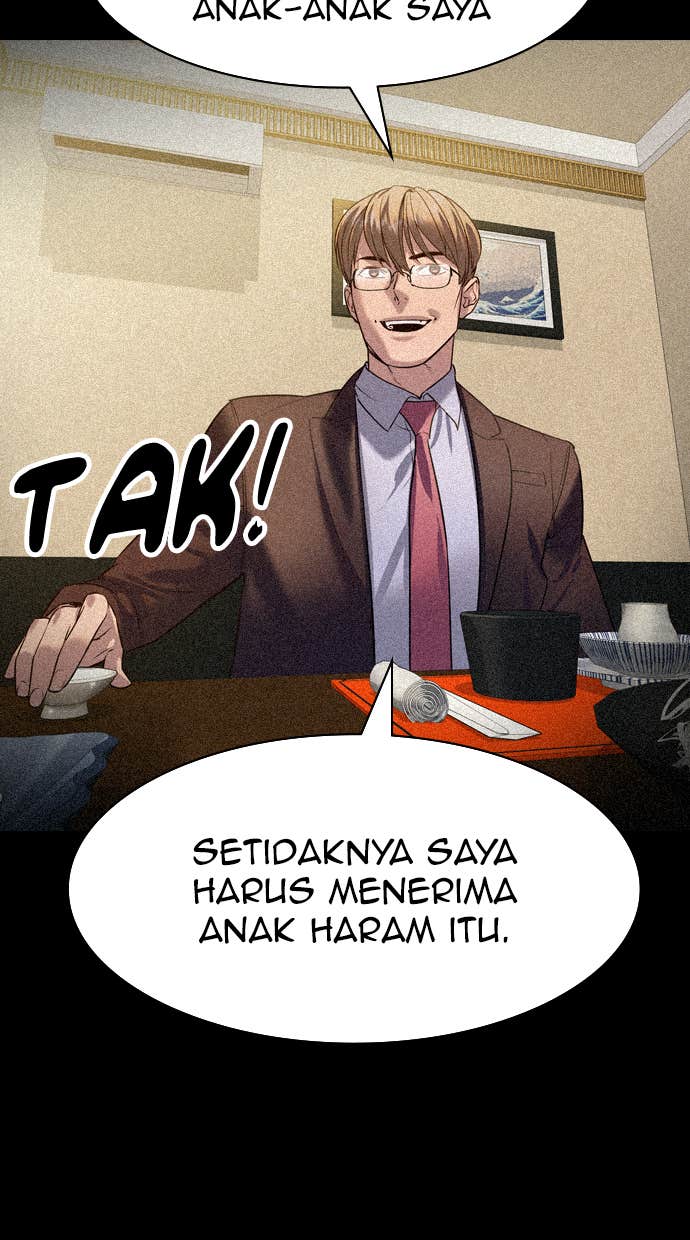 ANAK-ANAK SAYA
TAK!
SETIDAKNYA SAYA
HARUS MENERIMA
ANAK HARAM ITU.